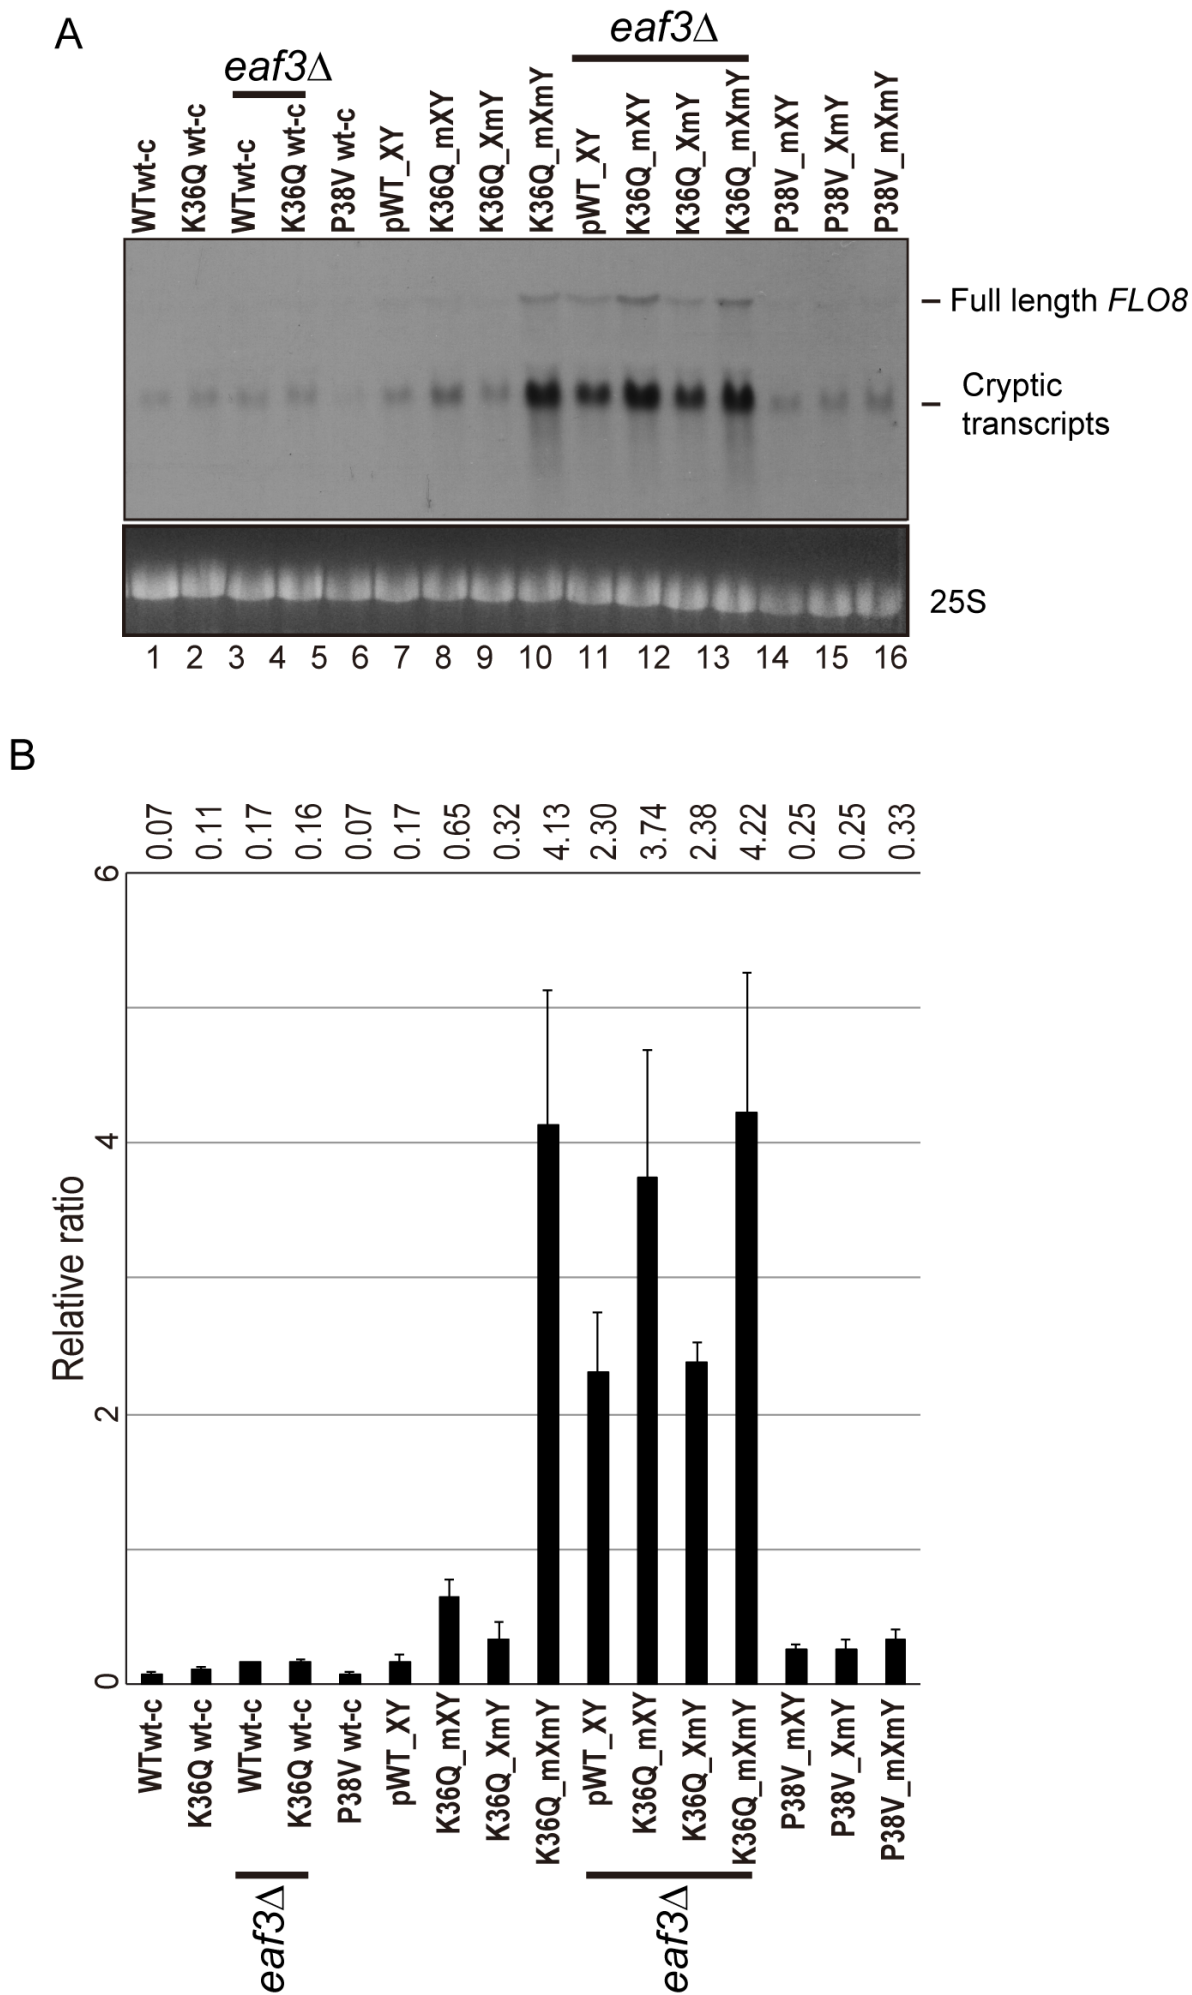 A
eaf3Δ
eaf3Δ
WTwt-c
K36Q wt-c
WTwt-c
K36Q wt-c
P38V wt-c
pWT_XY
K36Q_mXY
K36Q_XmY
K36Q_mXmY
pWT_XY
K36Q_mXY
K36Q_XmY
K36Q_mXmY
P38V_mXY
P38V_XmY
P38V_mXmY
Full length FLO8
Cryptic
transcripts
25S
1 2 3 4 5 6 7 8 9 10 11 12 13 14 15 16
B
0.07
0.11
0.17
0.16
0.07
0.17
0.65
0.32
4.13
2.30
3.74
2.38
4.22
0.25
0.25
0.33
6
4
2
0
Relative ratio
WTwt-c
K36Q wt-c
WTwt-c
K36Q wt-c
P38V wt-c
pWT_XY
K36Q_mXY
K36Q_XmY
K36Q_mXmY
pWT_XY
K36Q_mXY
K36Q_XmY
K36Q_mXmY
P38V_mXY
P38V_XmY
P38V_mXmY
eaf3Δ
eaf3Δ